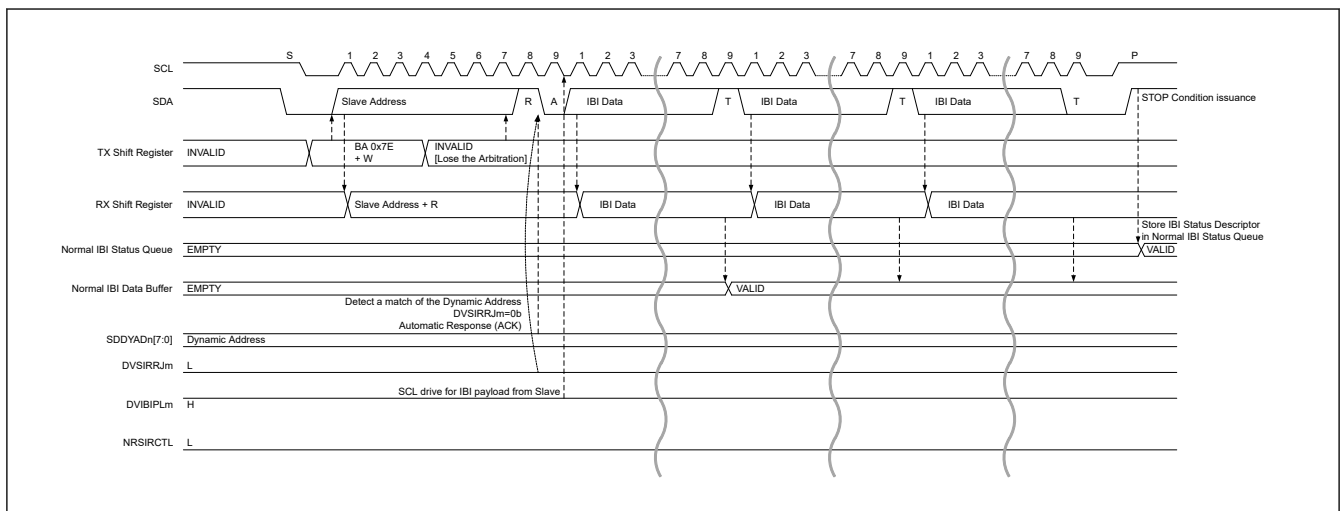 S 1 2 3 4 5 6 7 8 9 1 2 3 7 8 9 1 2 3 7 8 9 1 2 3 7 8 9 P
SCL
SDA Slave Address R A IBI Data T IBI Data T IBI Data T STOP Condition issuance
TX Shift Register INVALID BA 0x7E INVALID
+ W [Lose the Arbitration]
RX Shift Register INVALID Slave Address + R IBI Data IBI Data IBI Data
Store IBI Status Descriptor
in Normal IBI Status Queue
Normal IBI Status Queue EMPTY VALID
Normal IBI Data Buffer EMPTY VALID
Detect a match of the Dynamic Address
DVSIRRJm=0b
Automatic Response (ACK)
SDDYADn[7:0] Dynamic Address
DVSIRRJm L
SCL drive for IBI payload from Slave
DVIBIPLm H
NRSIRCTL L